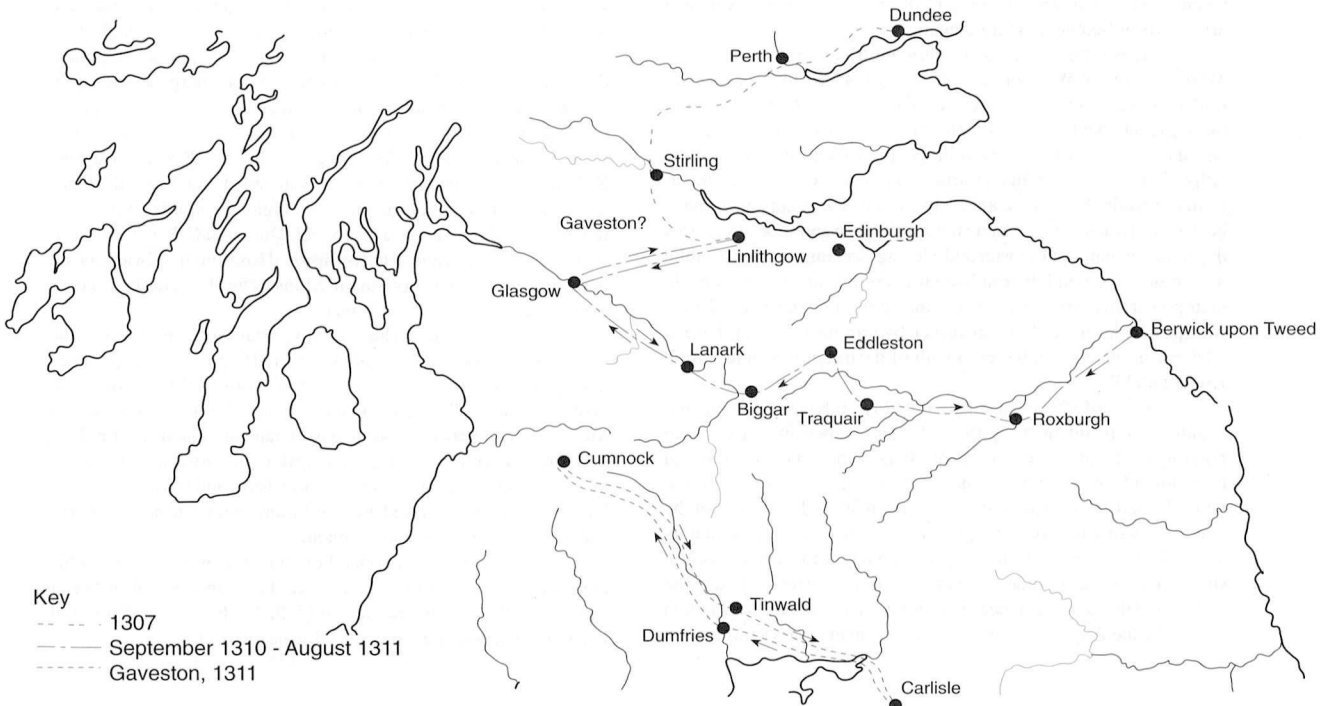 Dundee
Perth
Stirling
Gaveston?
Edinburgh
Linlithgow
Glasgow
Berwick upon Tweed
Eddleston
Lanark
Biggar
Traquair
Roxburgh
Cumnock
Tinwald
Dumfries
Carlisle
Key
1307
September 1310 - August 1311
Gaveston, 1311